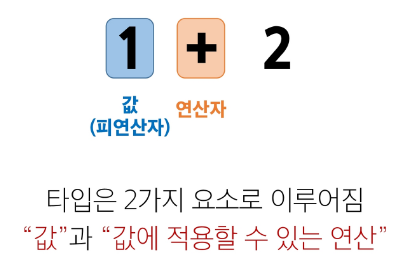 1 + 2
값 연산자
(피연산자)
타입은 2가지 요소로 이루어짐
“값”과 “값에 적용할 수 있는 연산”